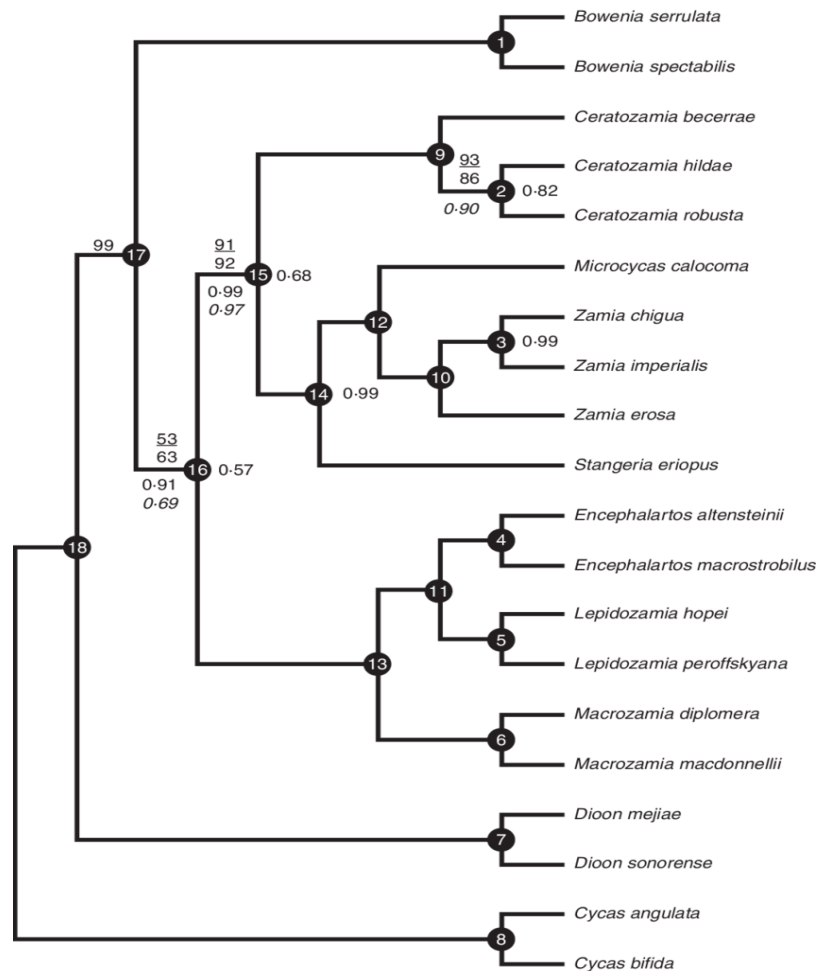 Bowenia serrulata
1
Bowenia spectabilis
Ceratozamia becerrae
9
93
86
Ceratozamia hildae
2
0·82
0·90
Ceratozamia robusta
99
17
91
92
15
0·68
0·99
0·97
Microcycas calocoma
12
Zamia chigua
3
0·99
Zamia imperialis
10
14
0·99
Zamia erosa
53
63
16
0·57
0·91
0·69
Stangeria eriopus
Encephalartos altensteinii
4
18
Encephalartos macrostrobilus
11
Lepidozamia hopei
5
13
Lepidozamia peroffskyana
Macrozamia diplomera
6
Macrozamia macdonnellii
Dioon mejiae
7
Dioon sonorense
Cycas angulata
8
Cycas bifida